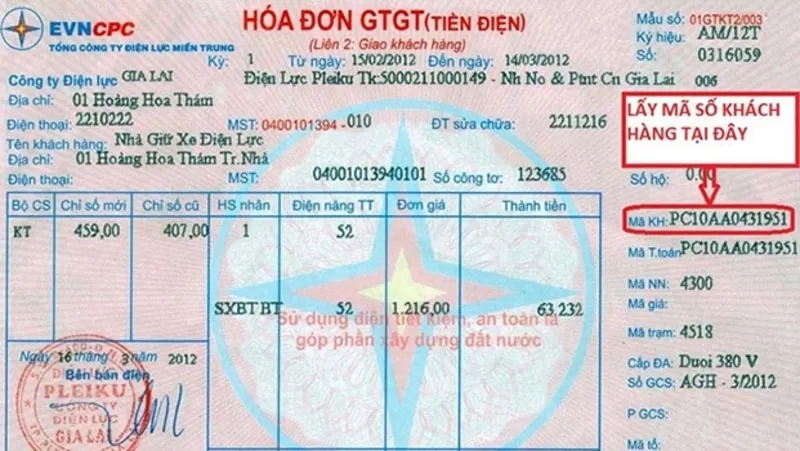 EVNCPC
TỔNG CÔNG TY ĐIỆN LỰC MIỀN TRUNG
HÓA ĐƠN GTGT(TIỀN ĐIỆN)
(Liên 2: Giao khách hàng)
Mẫu số: 01GTKT2/003
Ký hiệu: AM/12T
Số: 0316059
Kỳ: 1 Từ ngày: 15/02/2012 Đến ngày: 14/03/2012
Công ty Điện lực GIA LAI Điện Lực Pleiku Tk:5000211000149 - Nh No & Ptnt Cn Gia Lai 006
Địa chỉ: 01 Hoàng Hoa Thám
Điện thoại: 2210222 MST: 0400101394-010 ĐT sửa chữa: 2211216
Tên khách hàng: Nhà Giữ Xe Điện Lực
Địa chỉ: 01 Hoàng Hoa Thám Tr.Nhà
Điện thoại: MST: 04001013940101 Số công tơ: 123685 Số hộ: 0.00
LẤY MÃ SỐ KHÁCH HÀNG TẠI ĐÂY
Bộ CS Chỉ số mới Chỉ số cũ HS nhân Điện năng TT Đơn giá Thành tiền
KT 459,00 407,00 1 52
SXBT BT 52 1.216,00 63.232
Sử dụng điện tiết kiệm, an toàn là
góp phần xây dựng đất nước
Mã KH: PC10AA0431951
Mã T.toán PC10AA0431951
Mã NN: 4300
Mã giá:
Mã trạm: 4518
Cấp ĐA: Duoi 380 V
Số GCS: AGH - 3/2012
P GCS:
Mã tổ:
Ngày 16 tháng 3 năm 2012
Bên bán điện
ĐIỆN LỰC
PLEIKU
CÔNG TY
ĐIỆN LỰC
GIA LAI